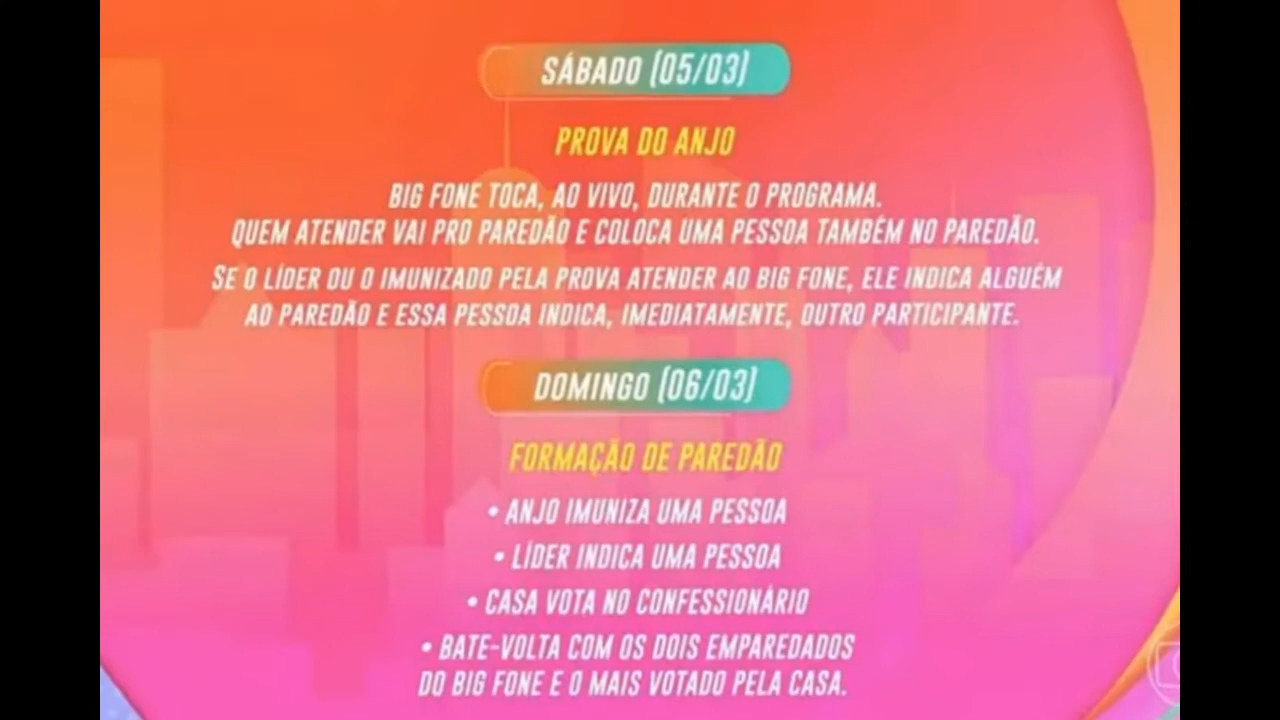 SÁBADO (05/03)
PROVA DO ANJO
BIG FONE TOCA, AO VIVO, DURANTE O PROGRAMA.
QUEM ATENDER VAI PRO PAREDÃO E COLOCA UMA PESSOA TAMBÉM NO PAREDÃO.
SE O LÍDER OU O IMUNIZADO PELA PROVA ATENDER AO BIG FONE, ELE INDICA ALGUÉM
AO PAREDÃO E ESSA PESSOA INDICA, IMEDIATAMENTE, OUTRO PARTICIPANTE.
DOMINGO (06/03)
FORMAÇÃO DE PAREDÃO
• ANJO IMUNIZA UMA PESSOA
• LÍDER INDICA UMA PESSOA
• CASA VOTA NO CONFESSIONÁRIO
• BATE-VOLTA COM OS DOIS EMPAREDADOS
DO BIG FONE E O MAIS VOTADO PELA CASA.